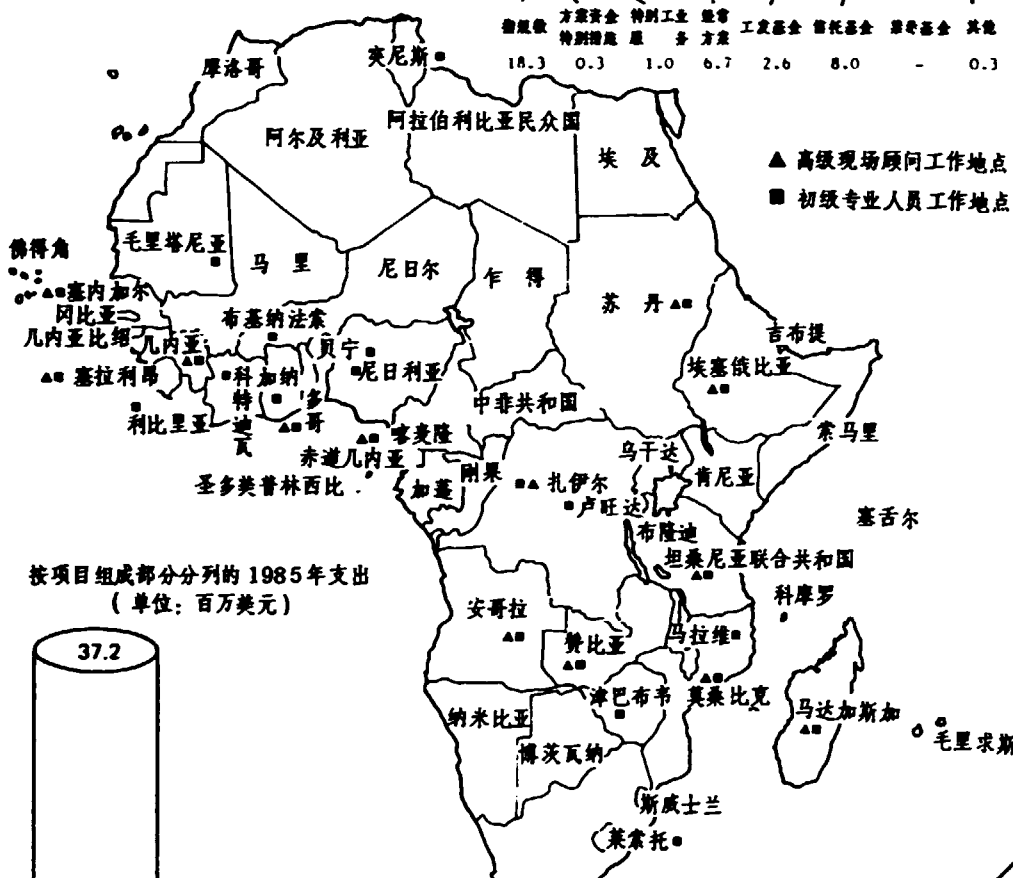 指规数 方案资金特别措施 特别工业服务 经常方案 工发基金 信托基金 其他
18.3 0.3 1.0 6.7 2.6 8.0 - 0.3
摩洛哥
突尼斯
阿尔及利亚
阿拉伯利比亚民众国
埃及
▲ 高级现场顾问工作地点
■ 初级专业人员工作地点
佛得角
毛里塔尼亚
马里
尼日尔
乍得
苏丹
塞内加尔
冈比亚
几内亚比绍
几内亚
布基纳法索
贝宁
吉布提
塞拉利昂
科特迪瓦
加纳
多哥
尼日利亚
埃塞俄比亚
利比里亚
中非共和国
索马里
喀麦隆
赤道几内亚
圣多美普林西比
加蓬
刚果
乌干达
肯尼亚
扎伊尔
卢旺达
布隆迪
塞舌尔
坦桑尼亚联合共和国
按项目组成部分分列的 1985年支出
(单位：百万美元)
科摩罗
安哥拉
赞比亚
马拉维
37.2
纳米比亚
津巴布韦
莫桑比克
马达加斯加
毛里求斯
博茨瓦纳
斯威士兰
莱索托